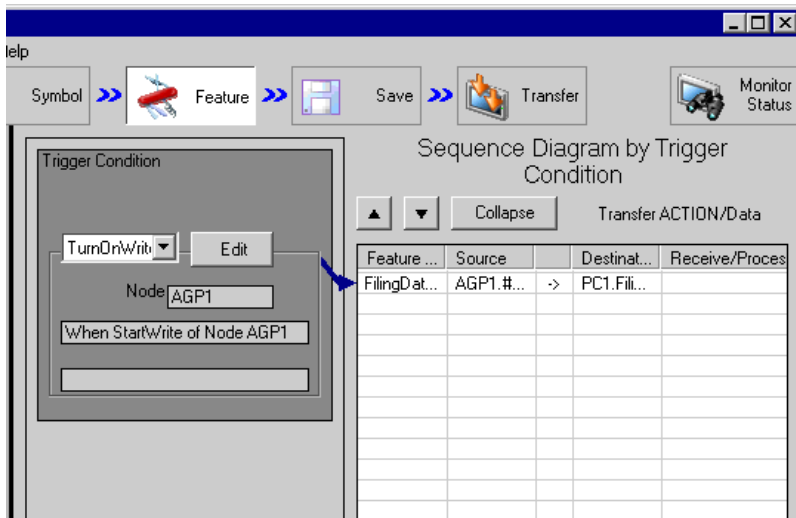 Help
Symbol
Feature
Save
Transfer
Monitor
Status
Trigger Condition
TurnOnWrit
Edit
Node
AGP1
When StartWrite of Node AGP1
Sequence Diagram by Trigger
Condition
Collapse
Transfer ACTION/Data
Feature ... Source Destinat... Receive/Proces
FilingDat... AGP1.#... -> PC1.Fili...